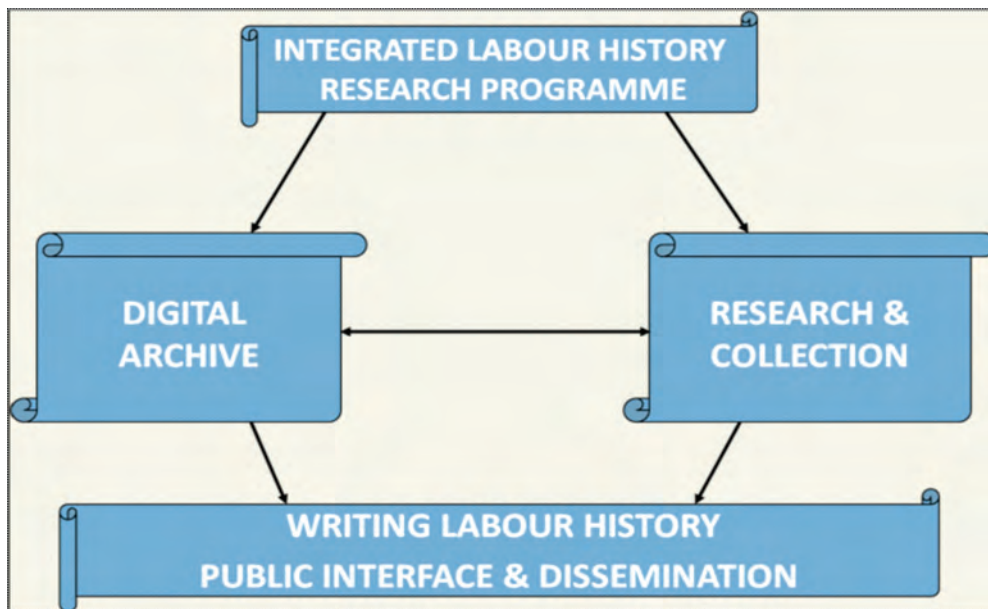 INTEGRATED LABOUR HISTORY
RESEARCH PROGRAMME
DIGITAL
ARCHIVE
RESEARCH &
COLLECTION
WRITING LABOUR HISTORY
PUBLIC INTERFACE & DISSEMINATION